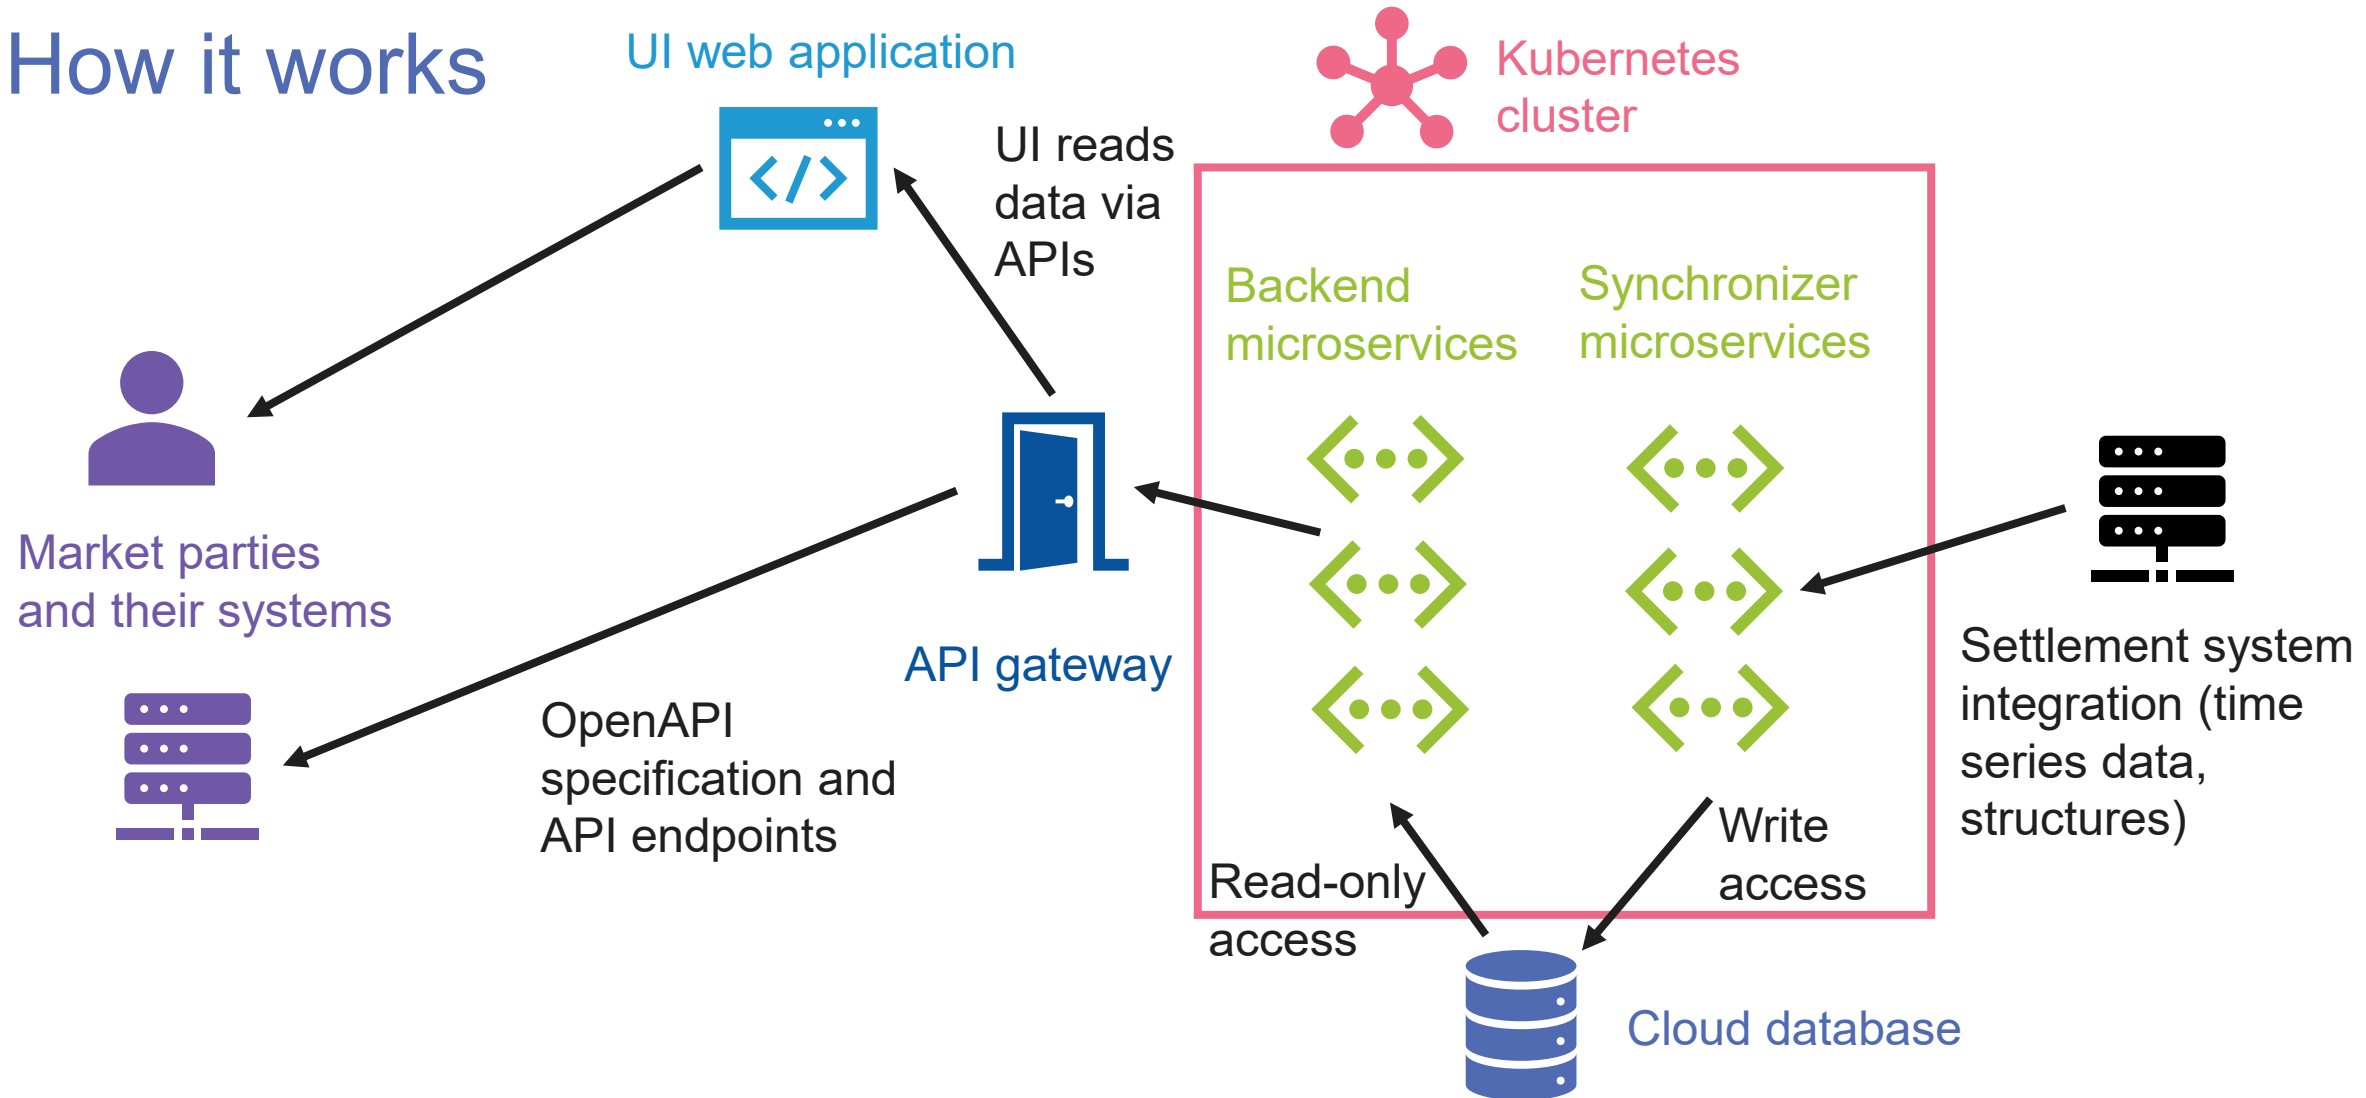 How it works
UI web application
Kubernetes
cluster
UI reads
data via
APIs
Backend
microservices
Synchronizer
microservices
Market parties
and their systems
API gateway
OpenAPI
specification and
API endpoints
Settlement system
integration (time
series data,
structures)
Read-only
access
Write
access
Cloud database